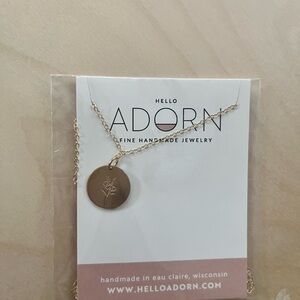 HELLO
ADORN
FINE HANDMADE JEWELRY
handmade in eau claire, wisconsin
WWW.HELLOADORN.COM